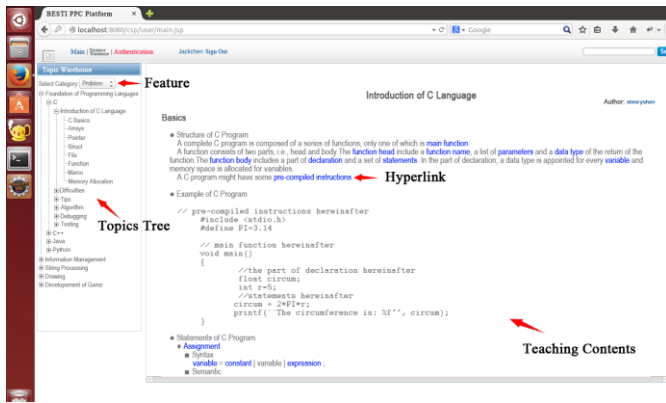 BESTI PPC Platform
localhost:8080/csp/user/main.jsp
Google
Main | Resource Warehouse | Authentication
Jackchen Sign Out
Topic Warehouse
Select Category: Problem
Feature
Foundation of Programming Langauges
C
Introduction of C Language
C Basics
Arrays
Pointer
Struct
File
Function
Marco
Memory Allocation
Difficulties
Tips
Algorithm
Debugging
Testing
C++
Java
Python
Information Management
String Processing
Drawing
Developement of Game
Topics Tree
Introduction of C Language
Author:
Basics
Structure of C Program
A complete C program is composed of a series of functions, only one of which is main function.
A function consists of two parts, i.e., head and body.The function head include a function name, a list of parameters and a data type of the return of the
function.The function body includes a part of declaration and a set of statements. In the part of declaration, a data type is appointed for every variable and
memory space is allocated for variables.
A C program might have some pre-compiled instructions
Hyperlink
Example of C Program
// pre-compiled instructions hereinafter
#include <stdio.h>
#define PI=3.14
// main function hereinafter
void main()
{
//the part of declaration hereinafter
float circum;
int r=5;
//statements hereinafter
circum = 2*PI*r;
printf(``The circumference is: %f'', circum);
}
Teaching Contents
Statements of C Program
Assignment
Syntax
variable = constant | variable | expression ;
Semantic